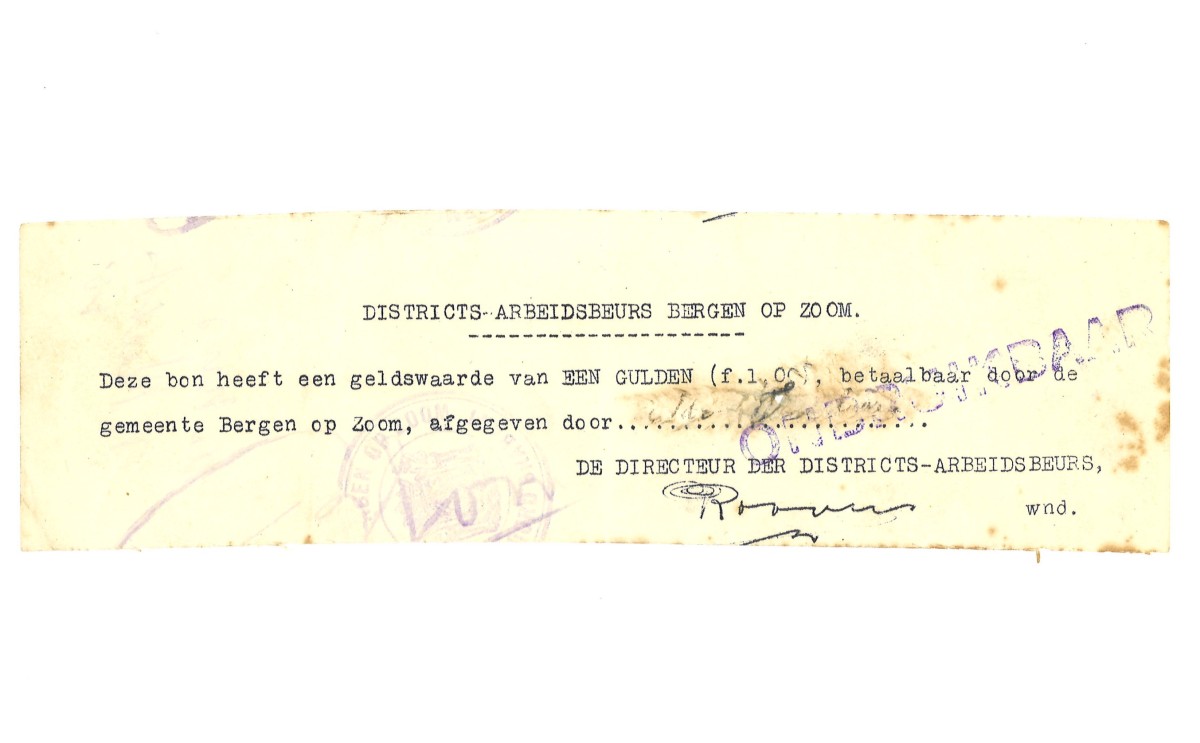 DISTRICTS-ARBEIDSBEURS BERGEN OP ZOOM.
--------------------
Deze bon heeft een geldswaarde van EEN GULDEN (f.1,00), betaalbaar door de
gemeente Bergen op Zoom, afgegeven door........................
ONBRUIKBAAR
DE DIRECTEUR DER DISTRICTS-ARBEIDSBEURS,
wnd.